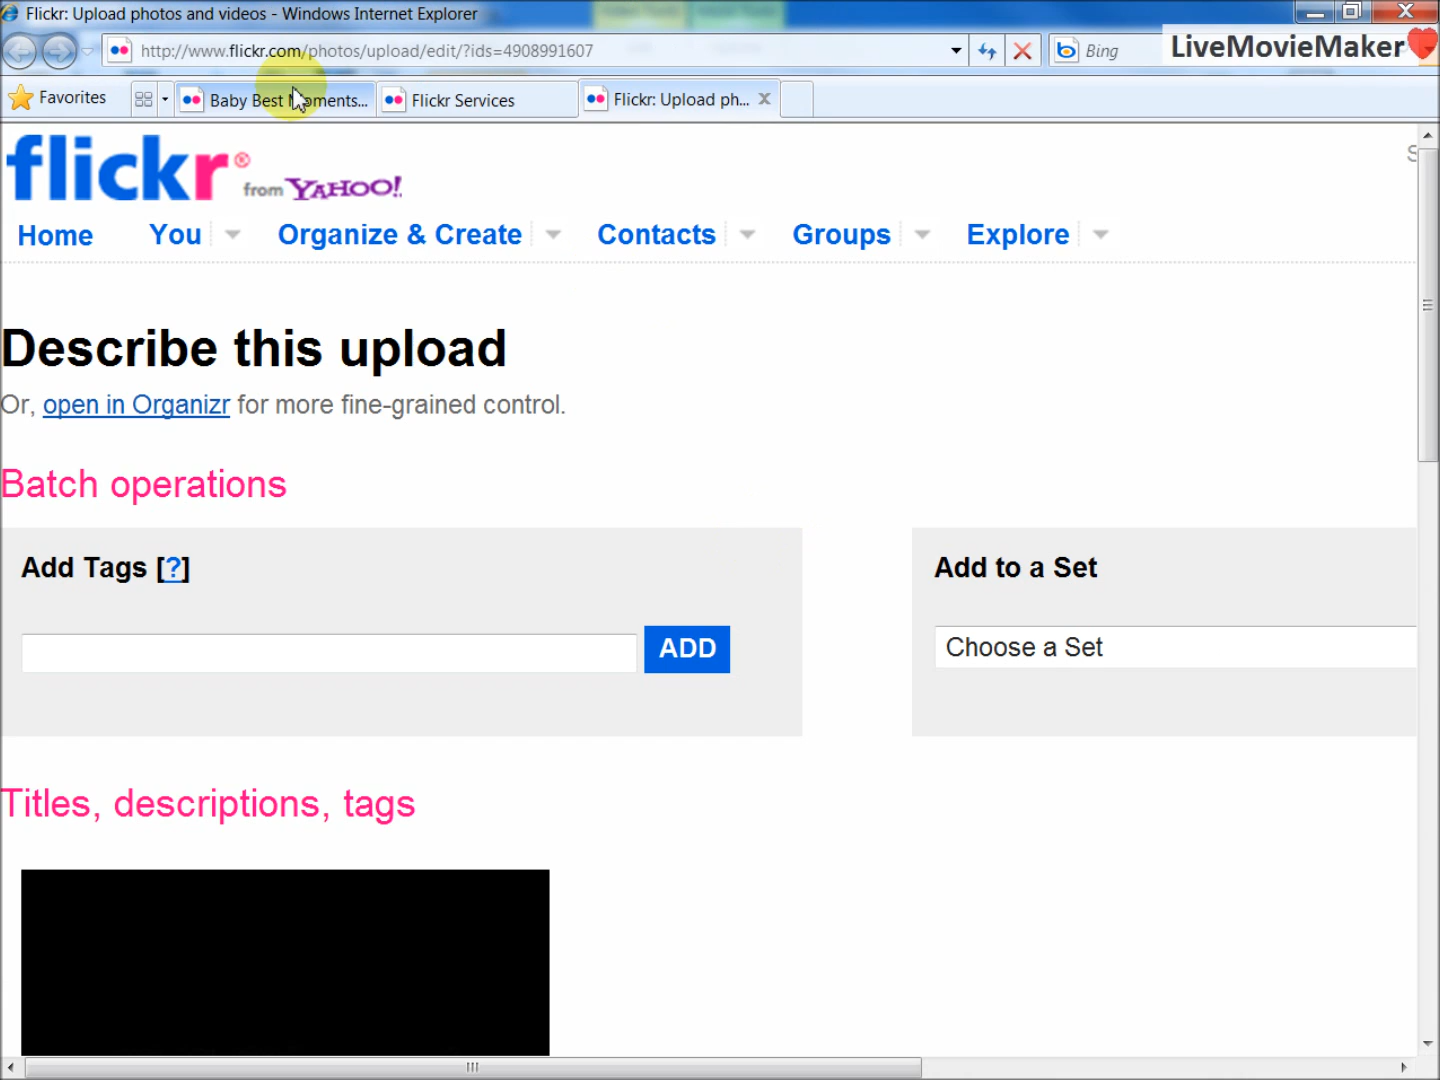 Flickr: Upload photos and videos - Windows Internet Explorer
http://www.flickr.com/photos/upload/edit/?ids=4908991607
Bing
LiveMovieMaker
Favorites
Baby Best Moments...
Flickr Services
Flickr: Upload ph...
flickr® from YAHOO!
S
Home You Organize & Create Contacts Groups Explore
Describe this upload
Or, open in Organizr for more fine-grained control.
Batch operations
Add Tags [?]
Add to a Set
ADD
Choose a Set
Titles, descriptions, tags